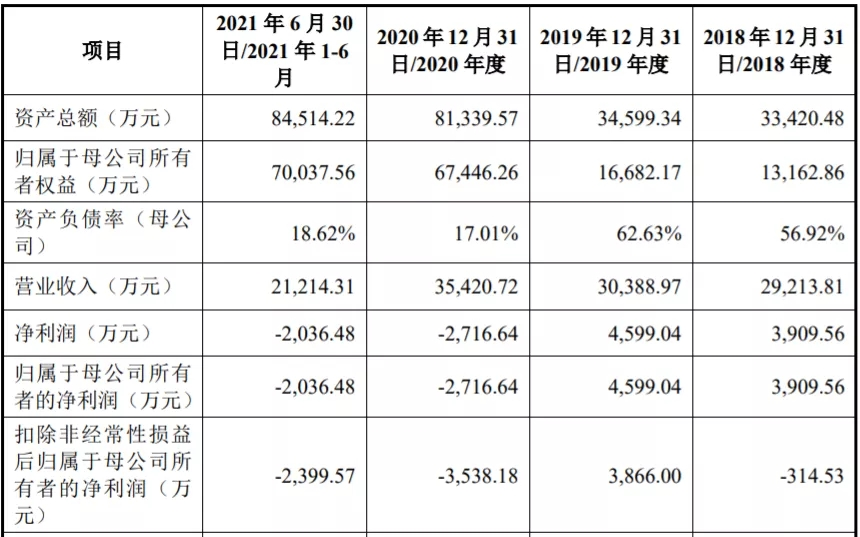 项目
2021 年 6 月 30
日/2021 年 1-6
月
2020 年 12 月 31
日/2020 年度
2019 年 12 月 31
日/2019 年度
2018 年 12 月 31
日/2018 年度
资产总额（万元）
84,514.22
81,339.57
34,599.34
33,420.48
归属于母公司所有
者权益（万元）
70,037.56
67,446.26
16,682.17
13,162.86
资产负债率（母公
司）
18.62%
17.01%
62.63%
56.92%
营业收入（万元）
21,214.31
35,420.72
30,388.97
29,213.81
净利润（万元）
-2,036.48
-2,716.64
4,599.04
3,909.56
归属于母公司所有
者的净利润（万元）
-2,036.48
-2,716.64
4,599.04
3,909.56
扣除非经常性损益
后归属于母公司所
有者的净利润（万
元）
-2,399.57
-3,538.18
3,866.00
-314.53